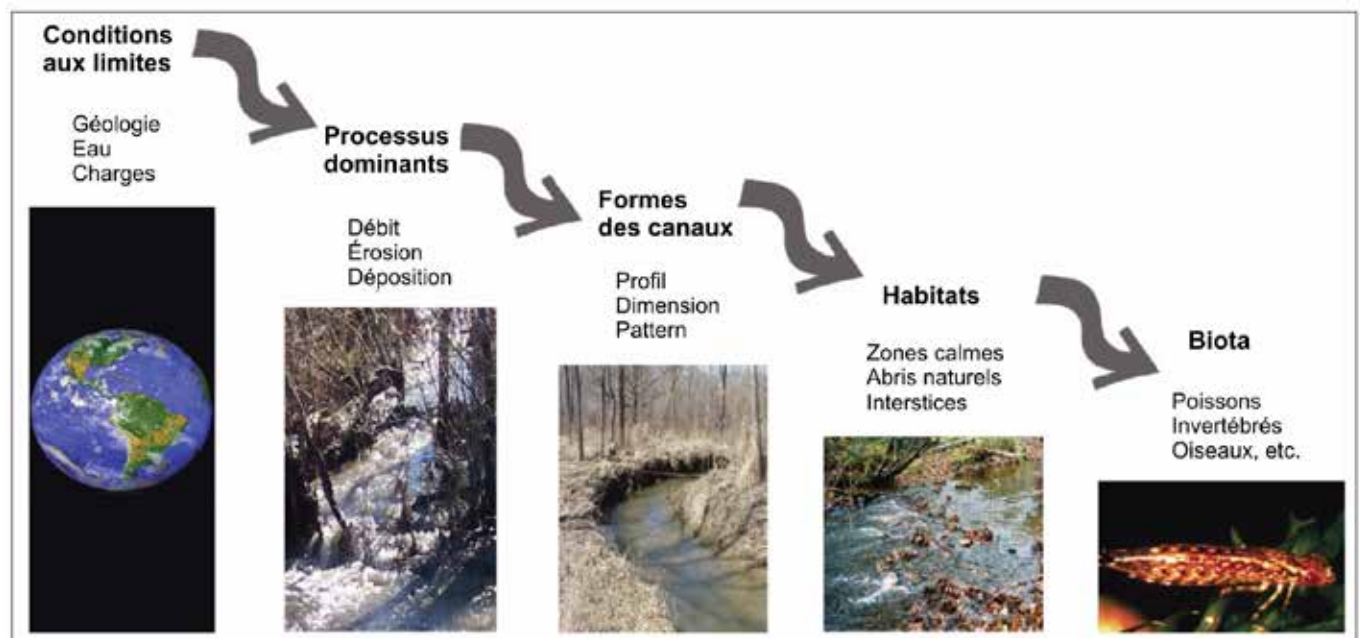 Conditions
aux limites
Géologie
Eau
Charges
Processus
dominants
Débit
Érosion
Déposition
Formes
des canaux
Profil
Dimension
Pattern
Habitats
Zones calmes
Abris naturels
Interstices
Biota
Poissons
Invertébrés
Oiseaux, etc.